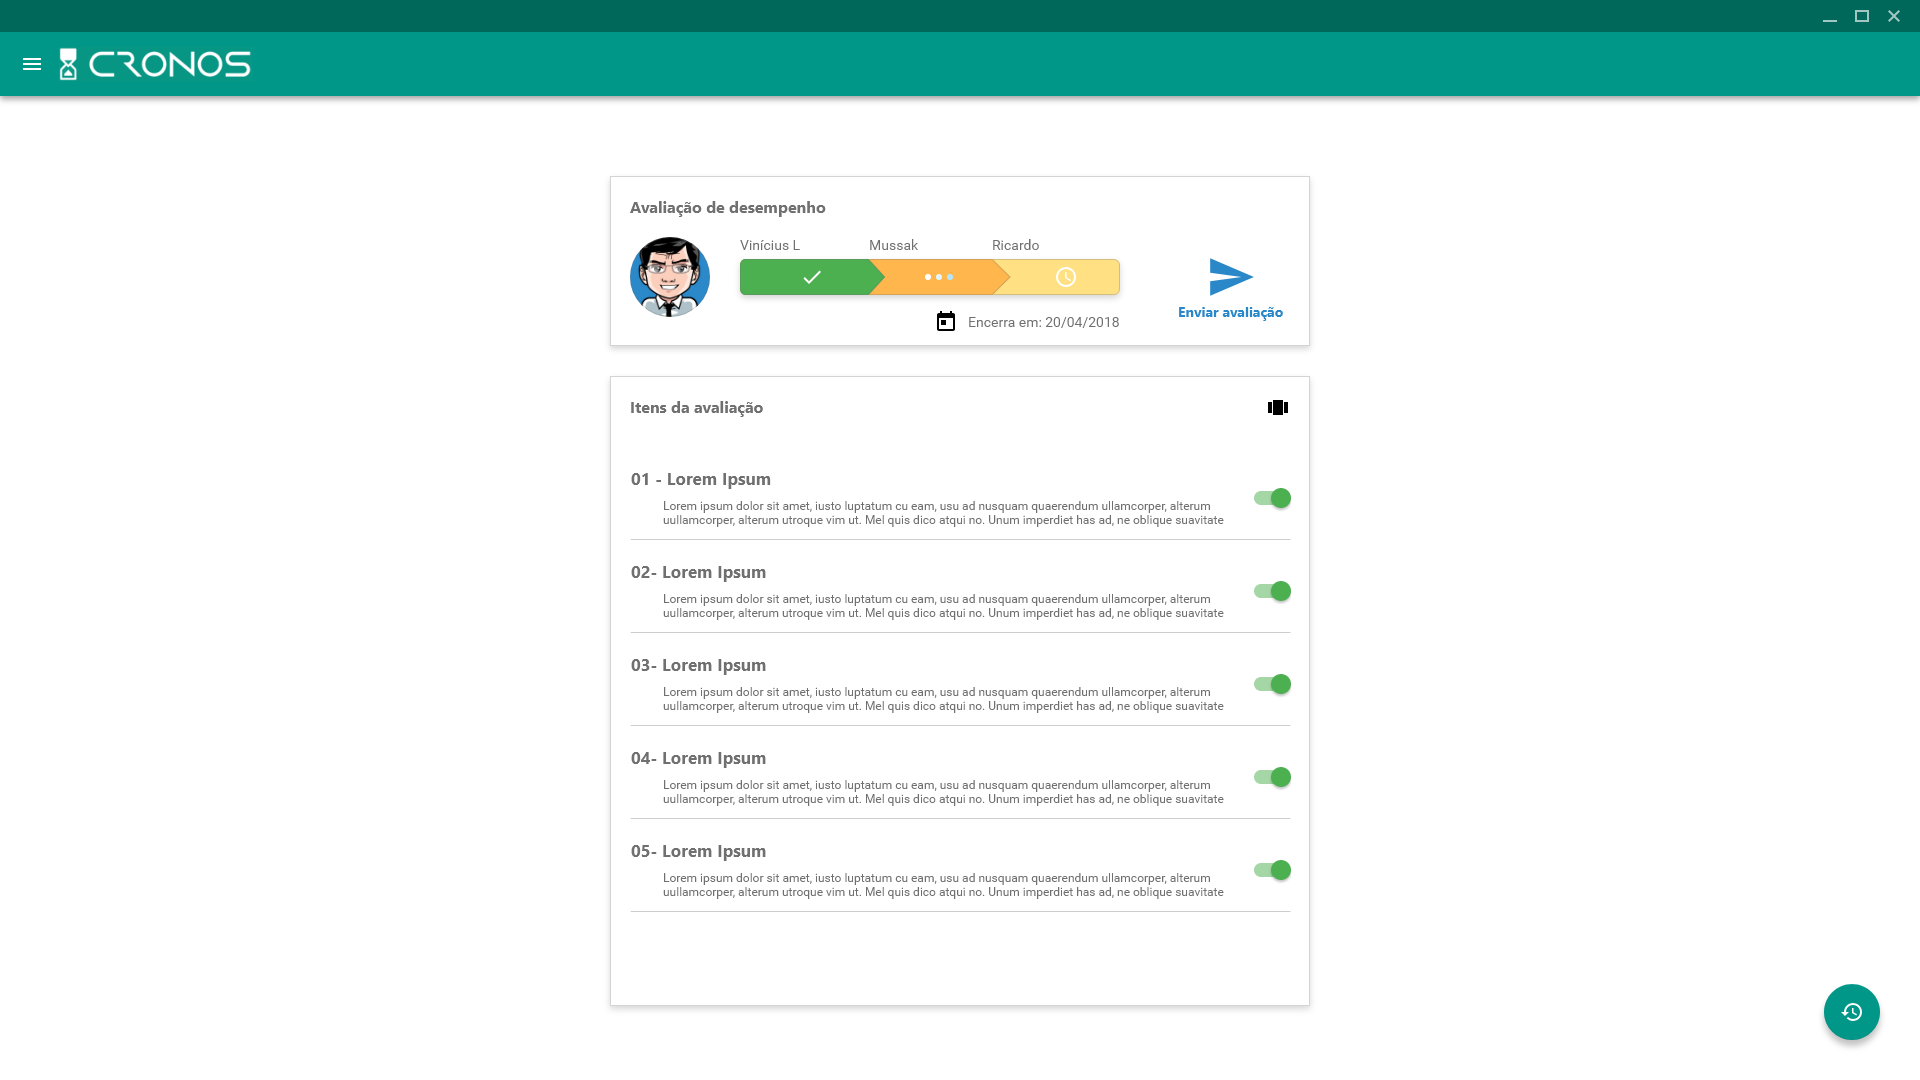 CRONOS
Avaliação de desempenho
Vinícius L
Mussak
Ricardo
Encerra em: 20/04/2018
Enviar avaliação
Itens da avaliação
01 - Lorem Ipsum
Lorem ipsum dolor sit amet, iusto luptatum cu eam, usu ad nusquam quaerendum ullamcorper, alterum
uullamcorper, alterum utroque vim ut. Mel quis dico atqui no. Unum imperdiet has ad, ne oblique suavitate
02- Lorem Ipsum
Lorem ipsum dolor sit amet, iusto luptatum cu eam, usu ad nusquam quaerendum ullamcorper, alterum
uullamcorper, alterum utroque vim ut. Mel quis dico atqui no. Unum imperdiet has ad, ne oblique suavitate
03- Lorem Ipsum
Lorem ipsum dolor sit amet, iusto luptatum cu eam, usu ad nusquam quaerendum ullamcorper, alterum
uullamcorper, alterum utroque vim ut. Mel quis dico atqui no. Unum imperdiet has ad, ne oblique suavitate
04- Lorem Ipsum
Lorem ipsum dolor sit amet, iusto luptatum cu eam, usu ad nusquam quaerendum ullamcorper, alterum
uullamcorper, alterum utroque vim ut. Mel quis dico atqui no. Unum imperdiet has ad, ne oblique suavitate
05- Lorem Ipsum
Lorem ipsum dolor sit amet, iusto luptatum cu eam, usu ad nusquam quaerendum ullamcorper, alterum
uullamcorper, alterum utroque vim ut. Mel quis dico atqui no. Unum imperdiet has ad, ne oblique suavitate